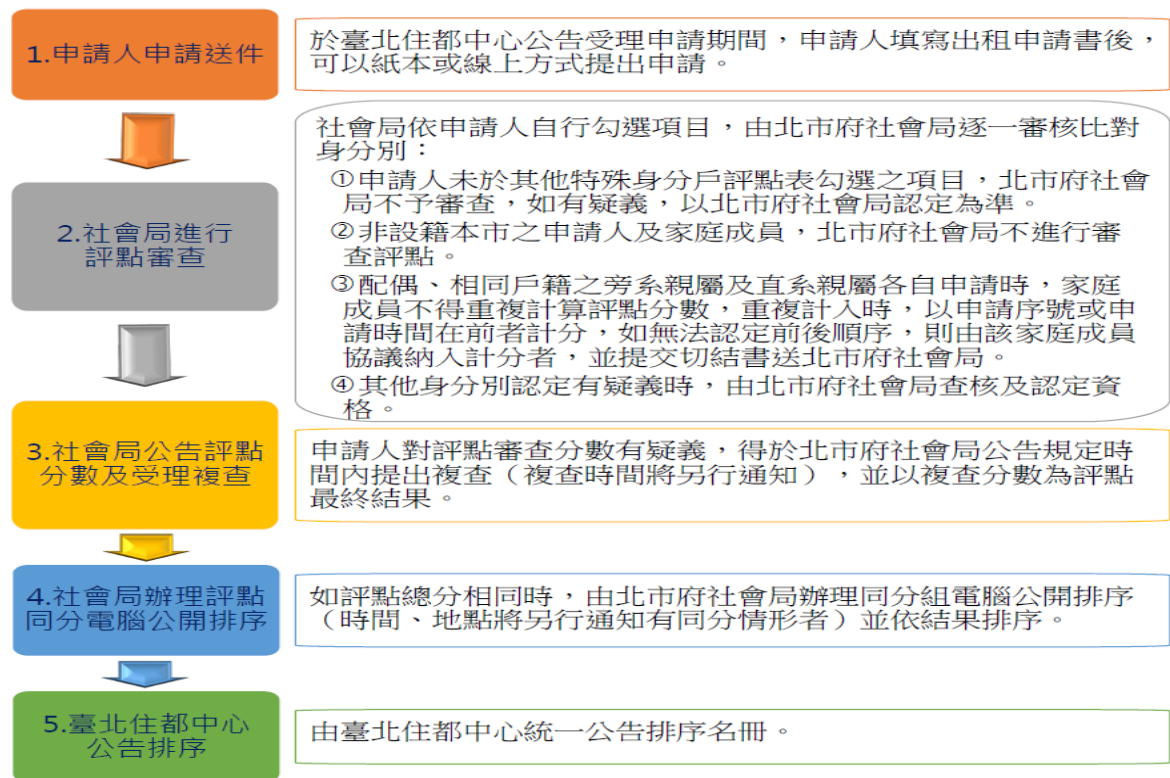 1.申請人申請送件
於臺北住都中心公告受理申請期間，申請人填寫出租申請書後，
可以紙本或線上方式提出申請。
2.社會局進行
評點審查
社會局依申請人自行勾選項目，由北市府社會局逐一審核比對
身分別：
①申請人未於其他特殊身分戶評點表勾選之項目，北市府社會
局不予審查，如有疑義，以北市府社會局認定為準。
②非設籍本市之申請人及家庭成員，北市府社會局不進行審
查評點。
③配偶、相同戶籍之旁系親屬及直系親屬各自申請時，家庭
成員不得重複計算評點分數，重複計入時，以申請序號或申
請時間在前者計分，如無法認定前後順序，則由該家庭成員
協議納入計分者，並提交切結書送北市府社會局。
④其他身分別認定有疑義時，由北市府社會局查核及認定資
格。
3.社會局公告評點
分數及受理複查
申請人對評點審查分數有疑義，得於北市府社會局公告規定時
間內提出複查（複查時間將另行通知），並以複查分數為評點
最終結果。
4.社會局辦理評點
同分電腦公開排序
如評點總分相同時，由北市府社會局辦理同分組電腦公開排序
（時間、地點將另行通知有同分情形者）並依結果排序。
5.臺北住都中心
公告排序
由臺北住都中心統一公告排序名冊。